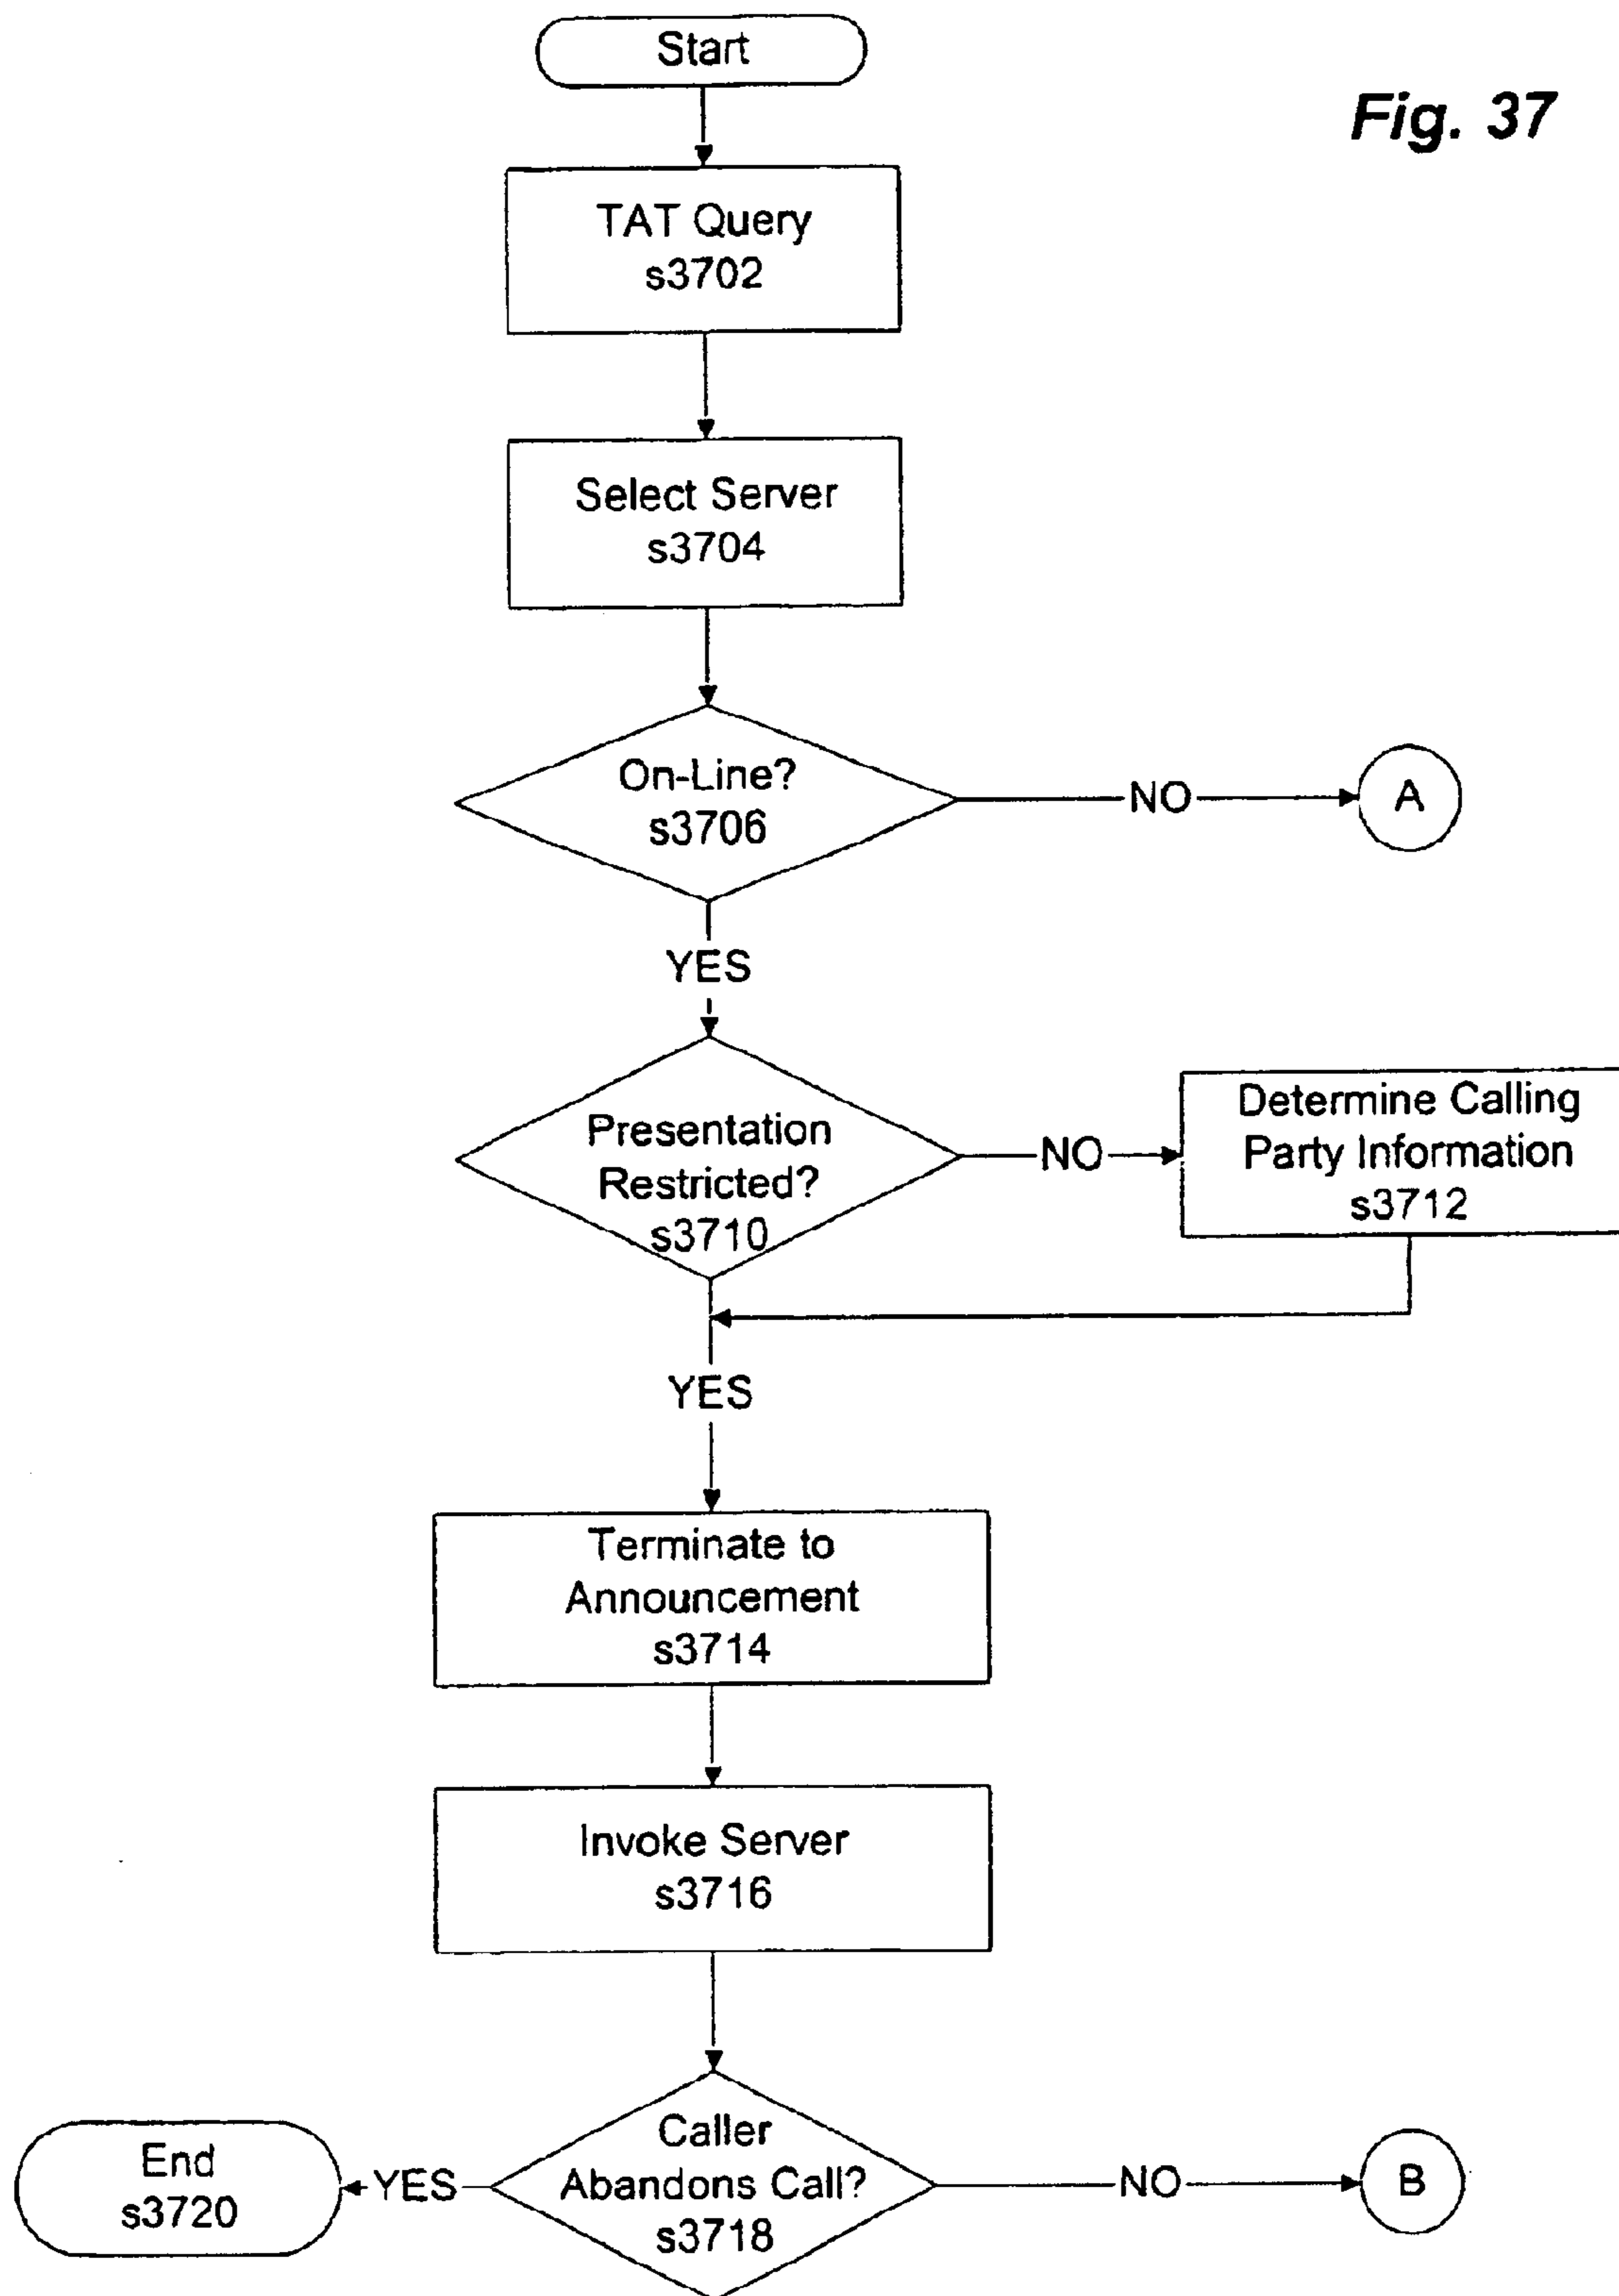 Start
Fig. 37
TAT Query
s3702
Select Server
s3704
On-Line?
s3706
NO
A
YES
Presentation
Restricted?
s3710
NO
Determine Calling
Party Information
s3712
YES
Terminate to
Announcement
s3714
Invoke Server
s3716
Caller
Abandons Call?
s3718
YES
End
s3720
NO
B